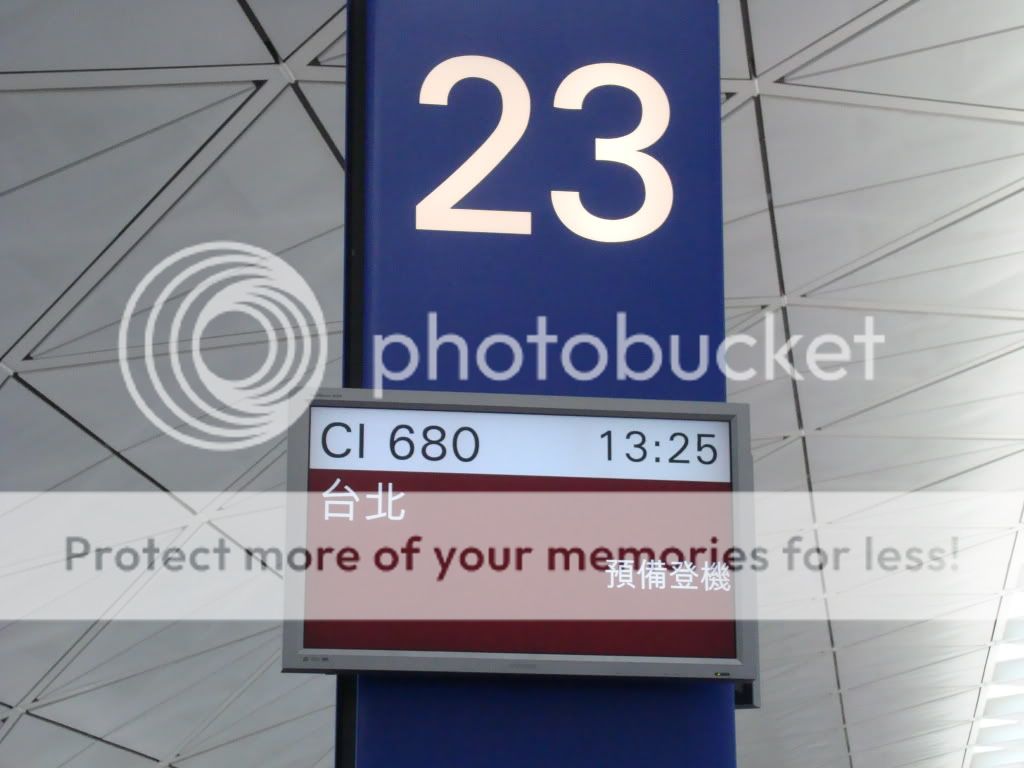 23
photobucket
CI 680 13:25
台北
Protect more of your memories for less!
預備登機